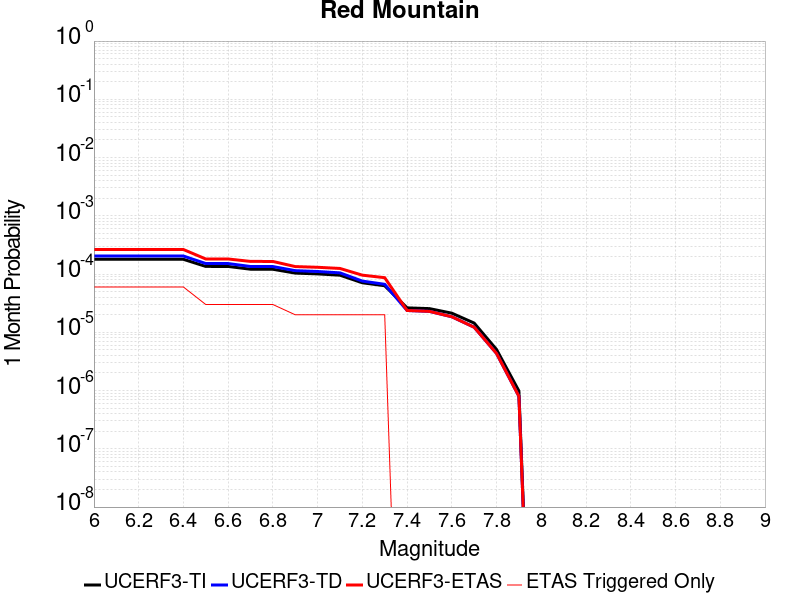 Red Mountain
10^0
10^-1
10^-2
10^-3
10^-4
10^-5
10^-6
10^-7
10^-8
1 Month Probability
6 6.2 6.4 6.6 6.8 7 7.2 7.4 7.6 7.8 8 8.2 8.4 8.6 8.8 9
Magnitude
UCERF3-TI UCERF3-TD UCERF3-ETAS ETAS Triggered Only